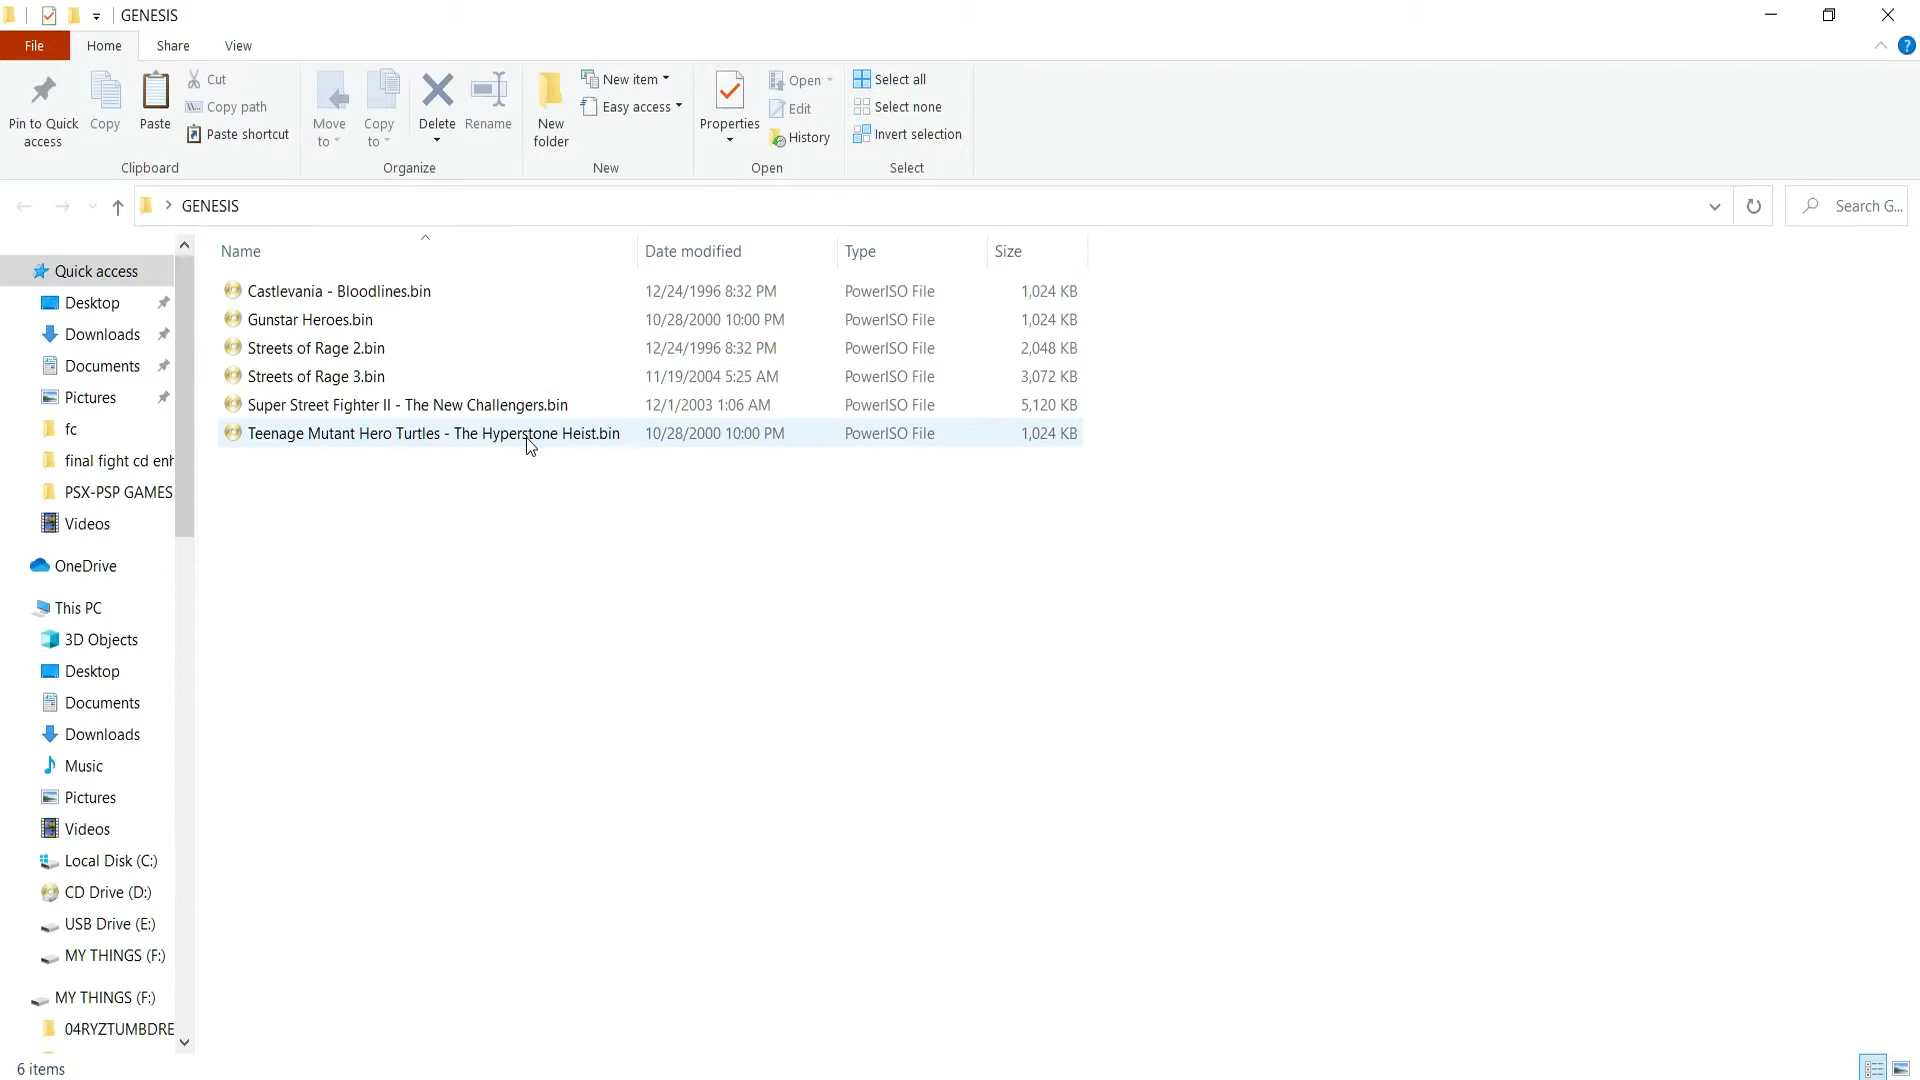 GENESIS
File Home Share View
Pin to Quick access
Copy
Paste
Cut
Copy path
Paste shortcut
Clipboard
Move to
Copy to
Delete
Rename
Organize
New folder
New item
Easy access
New
Properties
Open
Edit
History
Open
Select all
Select none
Invert selection
Select
GENESIS
Search G...
Name Date modified Type Size
Castlevania - Bloodlines.bin 12/24/1996 8:32 PM PowerISO File 1,024 KB
Gunstar Heroes.bin 10/28/2000 10:00 PM PowerISO File 1,024 KB
Streets of Rage 2.bin 12/24/1996 8:32 PM PowerISO File 2,048 KB
Streets of Rage 3.bin 11/19/2004 5:25 AM PowerISO File 3,072 KB
Super Street Fighter II - The New Challengers.bin 12/1/2003 1:06 AM PowerISO File 5,120 KB
Teenage Mutant Hero Turtles - The Hyperstone Heist.bin 10/28/2000 10:00 PM PowerISO File 1,024 KB
Quick access
Desktop
Downloads
Documents
Pictures
fc
final fight cd enh
PSX-PSP GAMES
Videos
OneDrive
This PC
3D Objects
Desktop
Documents
Downloads
Music
Pictures
Videos
Local Disk (C:)
CD Drive (D:)
USB Drive (E:)
MY THINGS (F:)
MY THINGS (F:)
04RYZTUMBDRE
6 items